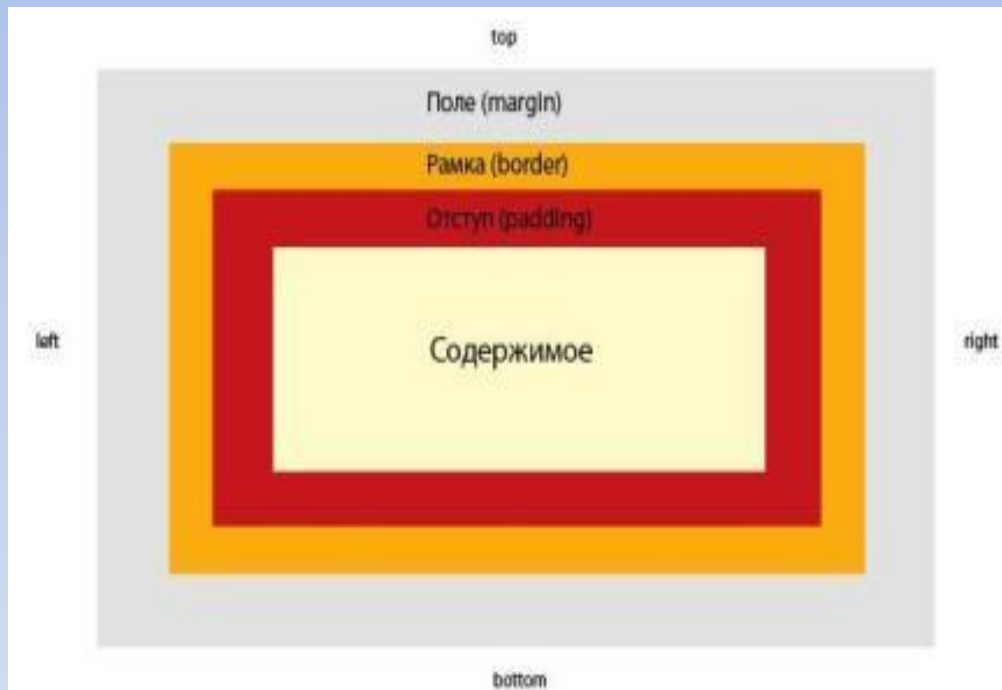 top
Поле (margin)
Рамка (border)
Отступ (padding)
left
Содержимое
right
bottom